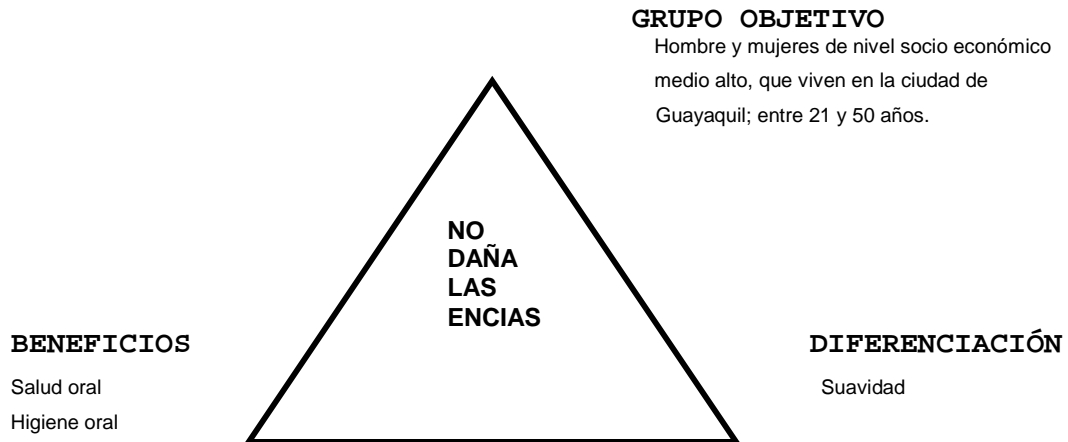 GRUPO OBJETIVO
Hombre y mujeres de nivel socio económico
medio alto, que viven en la ciudad de
Guayaquil; entre 21 y 50 años.
NO
DAÑA
LAS
ENCIAS
BENEFICIOS
Salud oral
Higiene oral
DIFERENCIACIÓN
Suavidad